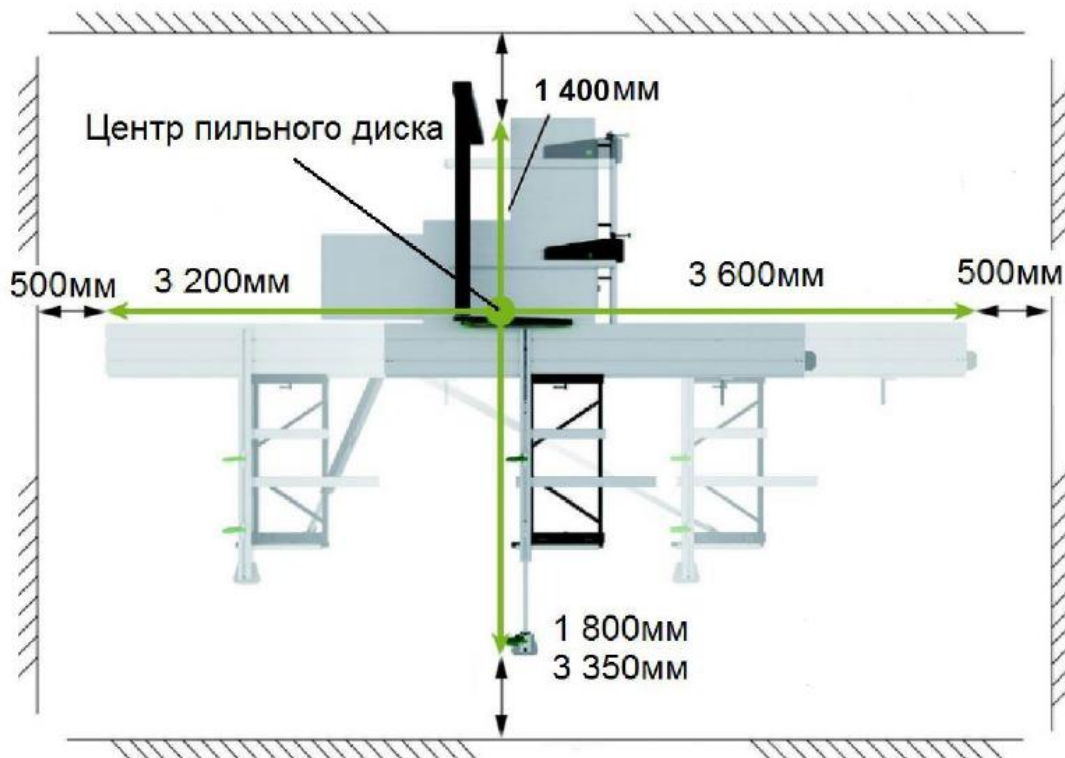 1 400мм
Центр пильного диска
500мм
3 200мм
3 600мм
500мм
1 800мм
3 350мм